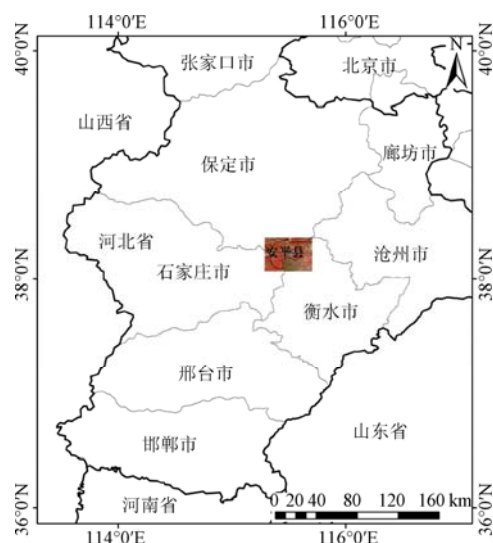 114°0′E 116°0′E
40°0′N 40°0′N
N
张家口市 北京市
山西省
廊坊市
保定市
河北省 安平县 沧州市
石家庄市
38°0′N 38°0′N
衡水市
邢台市
山东省
邯郸市
河南省 0 20 40 80 120 160 km
36°0′N 36°0′N
114°0′E 116°0′E